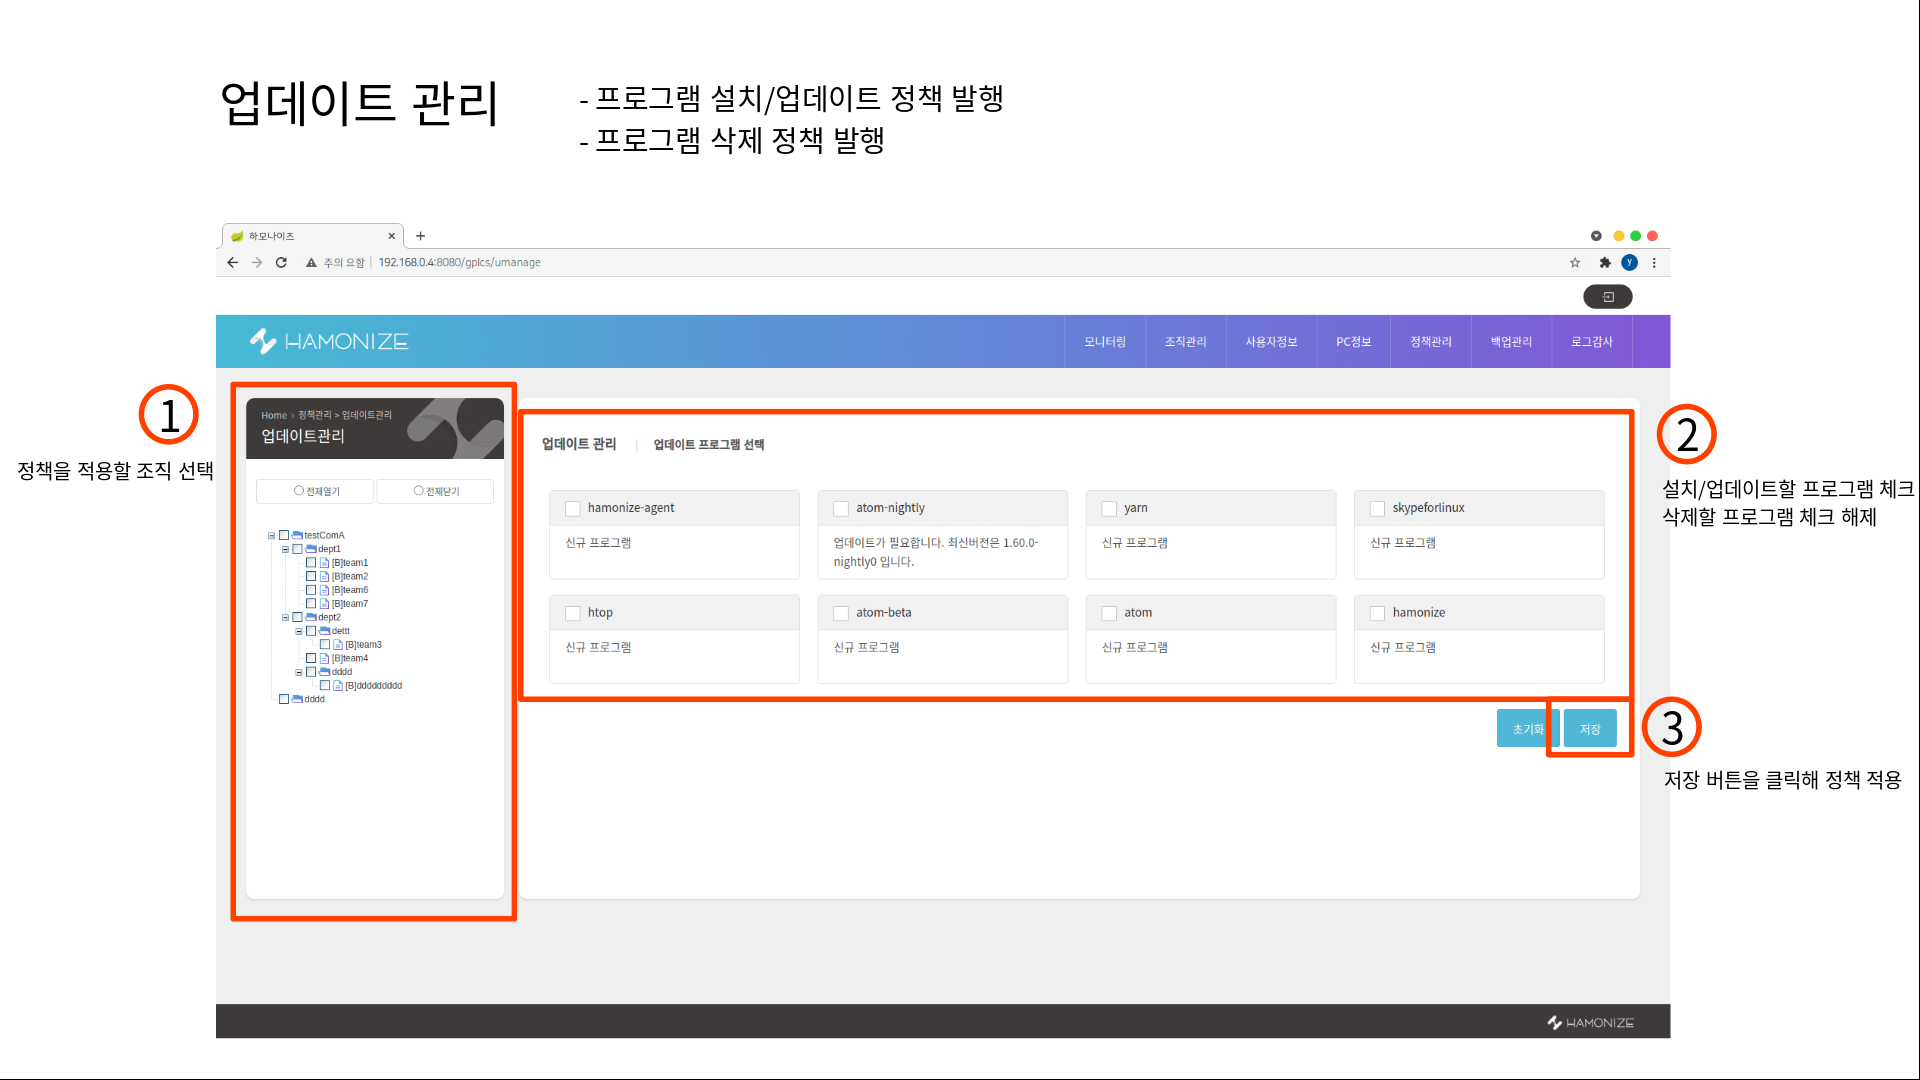 업데이트 관리
- 프로그램 설치/업데이트 정책 발행
- 프로그램 삭제 정책 발행
하모나이즈
주의 요함
192.168.0.4:8080/gplcs/umanage
y
HAMONIZE
모니터링
조직관리
사용자정보
PC정보
정책관리
백업관리
로그감사
1
정책을 적용할 조직 선택
Home > 정책관리 > 업데이트관리
업데이트관리
전체열기
전체닫기
testComA
dept1
[B]team1
[B]team2
[B]team6
[B]team7
dept2
dettt
[B]team3
[B]team4
dddd
[B]ddddddddd
dddd
업데이트 관리 | 업데이트 프로그램 선택
hamonize-agent
신규 프로그램
atom-nightly
업데이트가 필요합니다. 최신버전은 1.60.0-
nightly0 입니다.
yarn
신규 프로그램
skypeforlinux
신규 프로그램
htop
신규 프로그램
atom-beta
신규 프로그램
atom
신규 프로그램
hamonize
신규 프로그램
2
설치/업데이트할 프로그램 체크
삭제할 프로그램 체크 해제
초기화
저장
3
저장 버튼을 클릭해 정책 적용
HAMONIZE